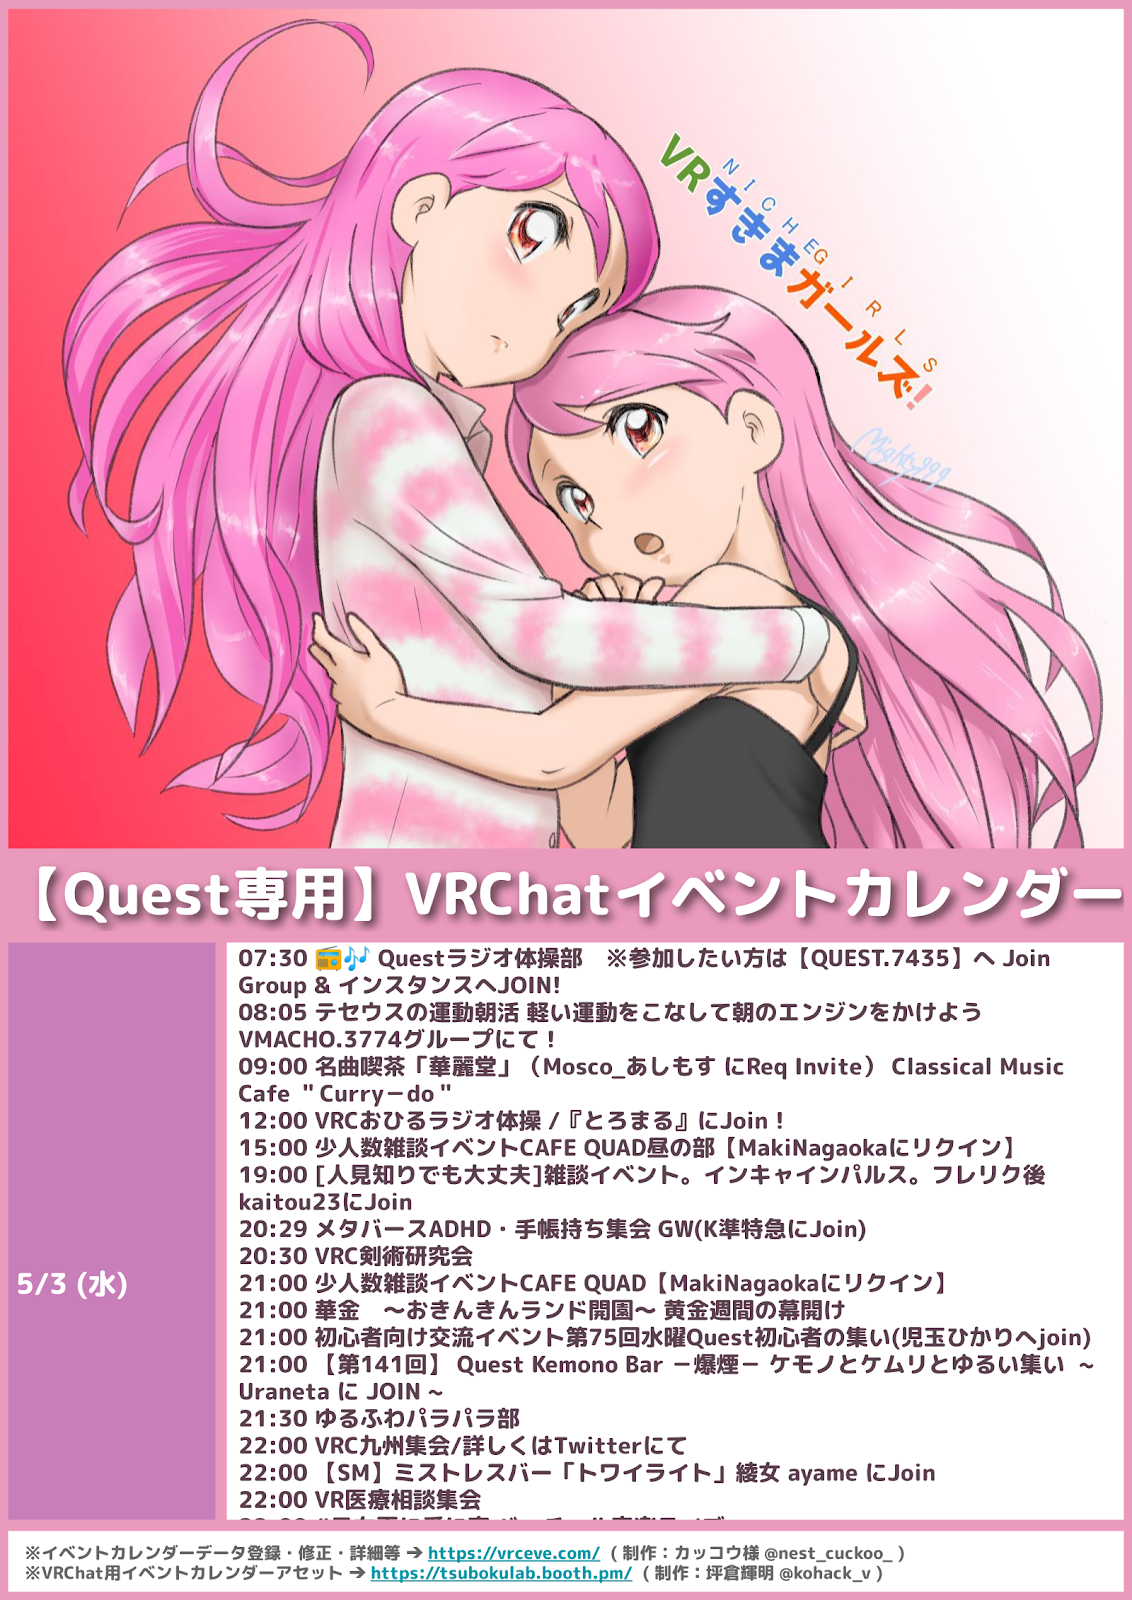 NICHE GIRLS
VRすきまガールズ!
Mighty999
【Quest専用】VRChatイベントカレンダー
5/3 (水)
07:30 📻🎶 Questラジオ体操部　※参加したい方は【QUEST.7435】へ Join
Group & インスタンスへJOIN!
08:05 テセウスの運動朝活 軽い運動をこなして朝のエンジンをかけよう
VMACHO.3774グループにて！
09:00 名曲喫茶「華麗堂」（Mosco_あしもす にReq Invite） Classical Music
Cafe ＂Curry－do＂
12:00 VRCおひるラジオ体操 /『とろまる』にJoin！
15:00 少人数雑談イベントCAFE QUAD昼の部【MakiNagaokaにリクイン】
19:00 [人見知りでも大丈夫]雑談イベント。インキャインパルス。フレリク後
kaitou23にJoin
20:29 メタバースADHD・手帳持ち集会 GW(K準特急にJoin)
20:30 VRC剣術研究会
21:00 少人数雑談イベントCAFE QUAD【MakiNagaokaにリクイン】
21:00 華金　～おきんきんランド開園～ 黄金週間の幕開け
21:00 初心者向け交流イベント第75回水曜Quest初心者の集い(児玉ひかりへjoin)
21:00 【第141回】 Quest Kemono Bar －爆煙－ ケモノとケムリとゆるい集い ～
Uraneta に JOIN ~
21:30 ゆるふわパラパラ部
22:00 VRC九州集会/詳しくはTwitterにて
22:00 【SM】ミストレスバー「トワイライト」綾女 ayame にJoin
22:00 VR医療相談集会
※イベントカレンダーデータ登録・修正・詳細等 ➔ https://vrceve.com/ ( 制作：カッコウ様 @nest_cuckoo_ )
※VRChat用イベントカレンダーアセット ➔ https://tsubokulab.booth.pm/ ( 制作：坪倉輝明 @kohack_v )